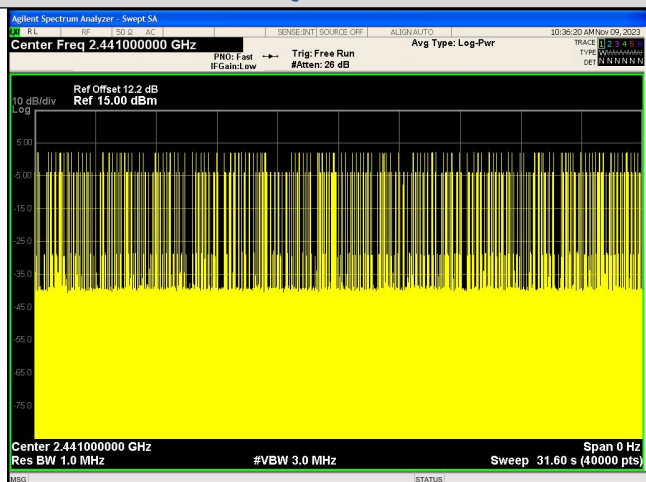 Agilent Spectrum Analyzer - Swept SA
LXI RL RF 50 Ω AC SENSE:INT SOURCE OFF ALIGN AUTO 10:36:20 AM Nov 09, 2023
Center Freq 2.441000000 GHz
PNO: Fast
IFGain:Low
Trig: Free Run
#Atten: 26 dB
Avg Type: Log-Pwr
TRACE 1 2 3 4 5 6
TYPE
DET N N N N N N
Ref Offset 12.2 dB
10 dB/div Ref 15.00 dBm
Log
5.00
-5.00
-15.0
-25.0
-35.0
-45.0
-55.0
-65.0
-75.0
Center 2.441000000 GHz Span 0 Hz
Res BW 1.0 MHz #VBW 3.0 MHz Sweep 31.60 s (40000 pts)
MSG STATUS